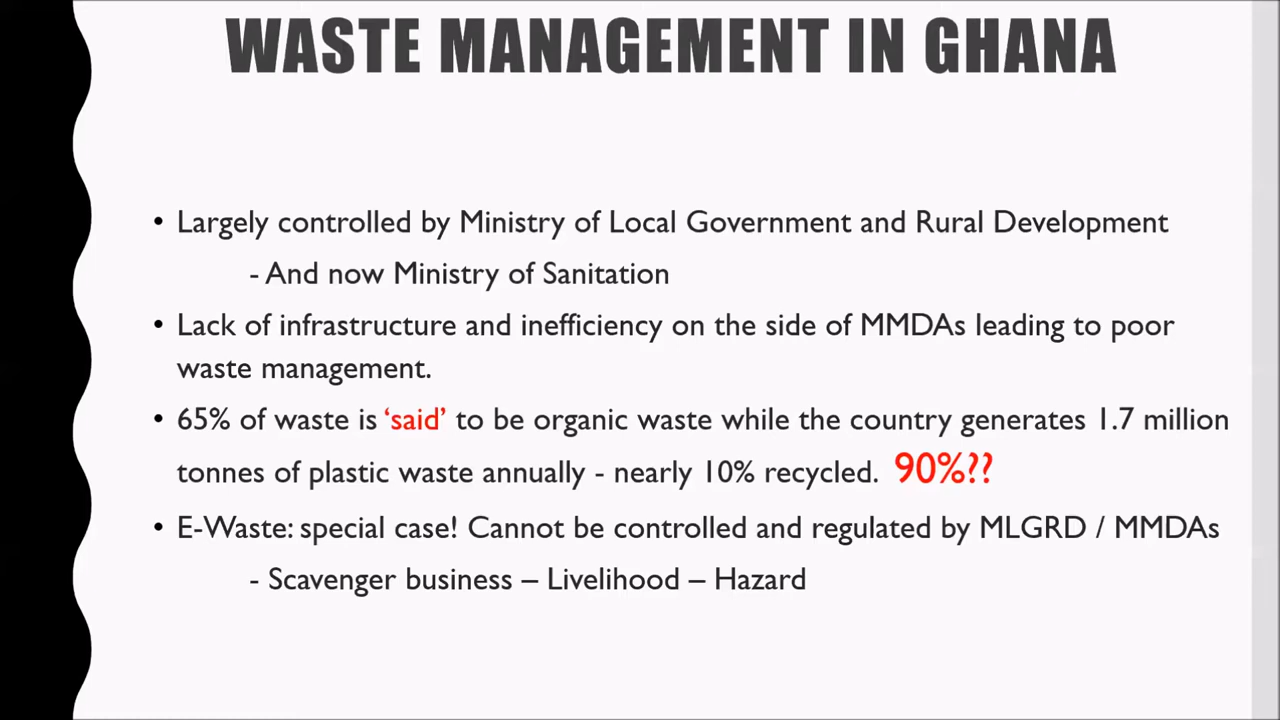 WASTE MANAGEMENT IN GHANA
• Largely controlled by Ministry of Local Government and Rural Development
- And now Ministry of Sanitation
• Lack of infrastructure and inefficiency on the side of MMDAs leading to poor
waste management.
• 65% of waste is ‘said’ to be organic waste while the country generates 1.7 million
tonnes of plastic waste annually - nearly 10% recycled. 90%??
• E-Waste: special case! Cannot be controlled and regulated by MLGRD / MMDAs
- Scavenger business – Livelihood – Hazard